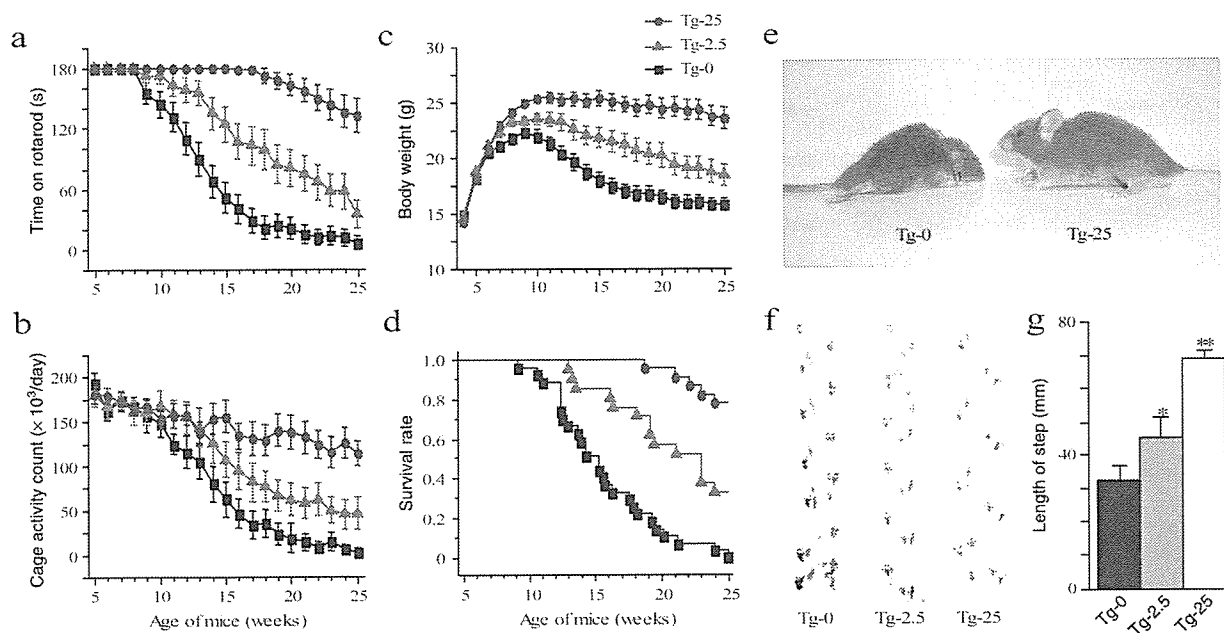 Tg-25
Tg-2.5
Tg-0
a
Time on rotarod (s)
180
120
60
0
5 10 15 20 25
b
Cage activity count (× 10³/day)
200
150
100
50
0
5 10 15 20 25
Age of mice (weeks)
c
Body weight (g)
30
25
20
15
10
5 10 15 20 25
d
Survival rate
1.0
0.8
0.6
0.4
0.2
0
5 10 15 20 25
Age of mice (weeks)
e
Tg-0 Tg-25
f
Tg-0 Tg-2.5 Tg-25
g
Length of step (mm)
80
40
0
*
**
Tg-0
Tg-2.5
Tg-25